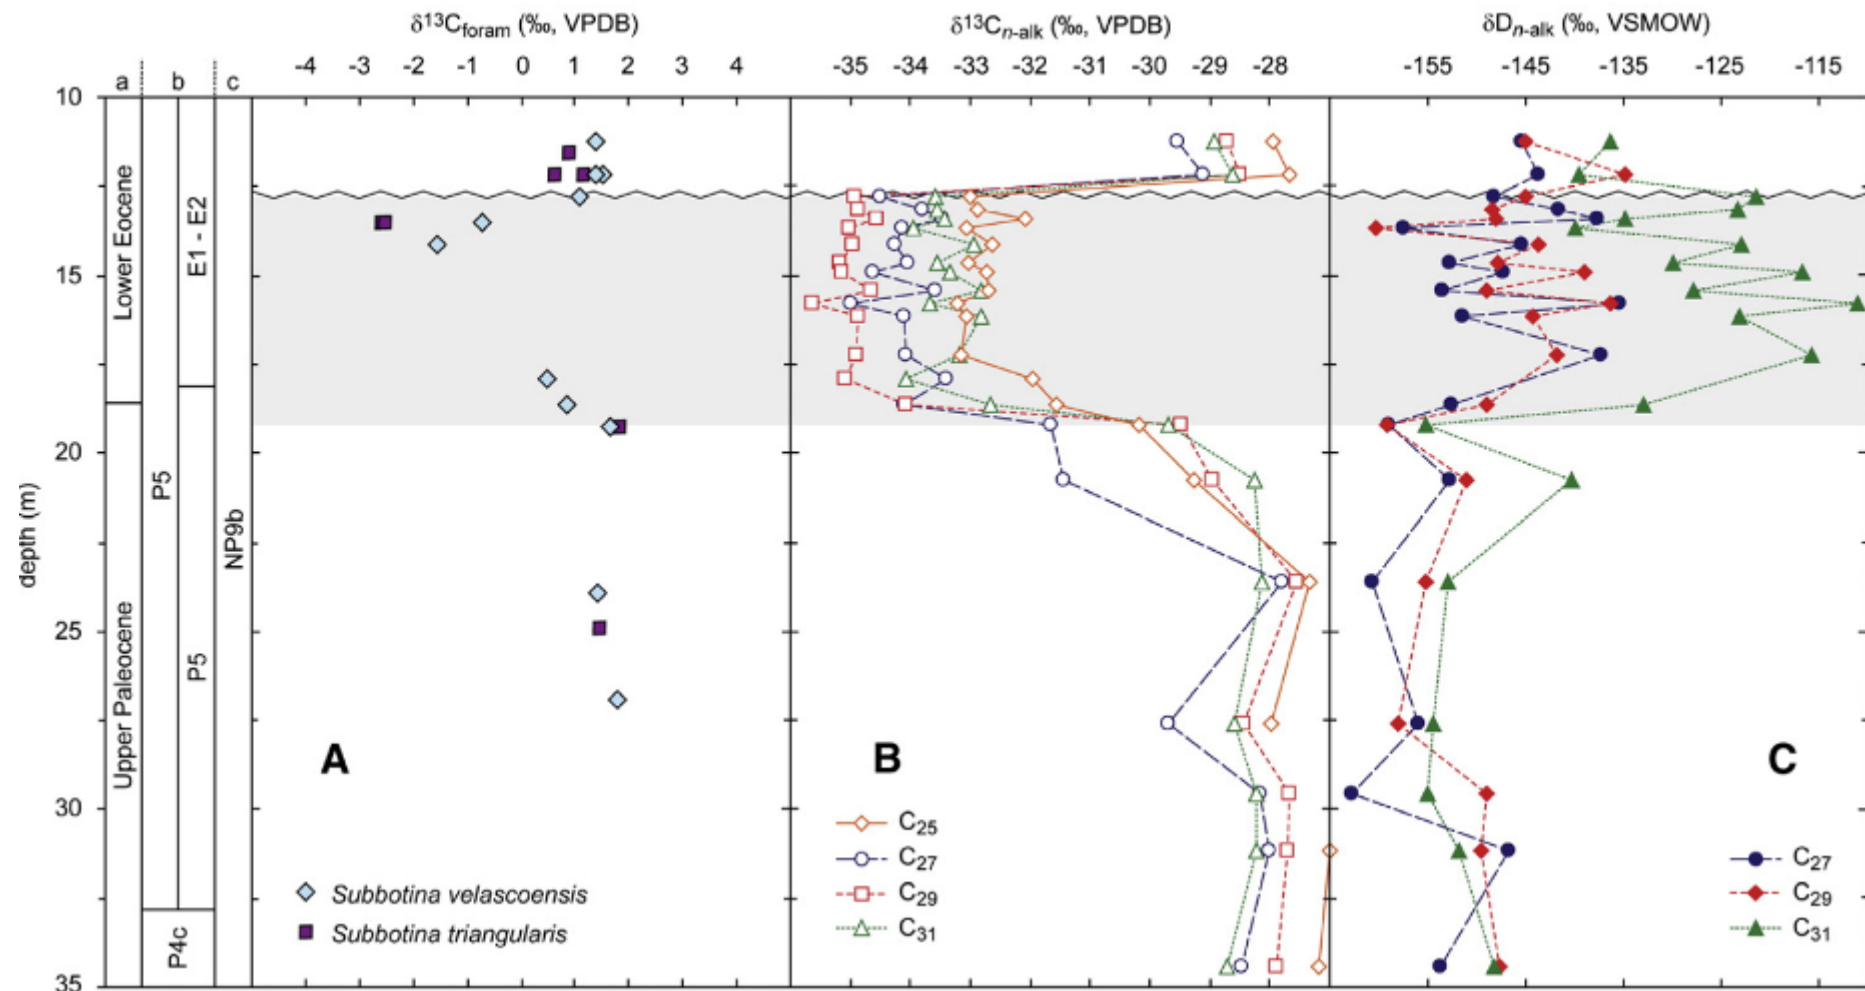 δ13Cforam (‰, VPDB)
δ13Cn-alk (‰, VPDB)
δDn-alk (‰, VSMOW)
-4 -3 -2 -1 0 1 2 3 4
-35 -34 -33 -32 -31 -30 -29 -28
-155 -145 -135 -125 -115
a b c
10
15
20
25
30
35
depth (m)
Lower Eocene
Upper Paleocene
P5
P4c
E1 - E2
P5
NP9b
A
Subbotina velascoensis
Subbotina triangularis
B
C25
C27
C29
C31
C
C27
C29
C31